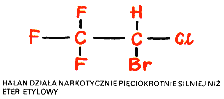 F H
F — C — C — Cl
F Br
HALAN DZIAŁA NARKOTYCZNIE PIĘCIOKROTNIE SILNIEJ NIŻ
ETER ETYLOWY